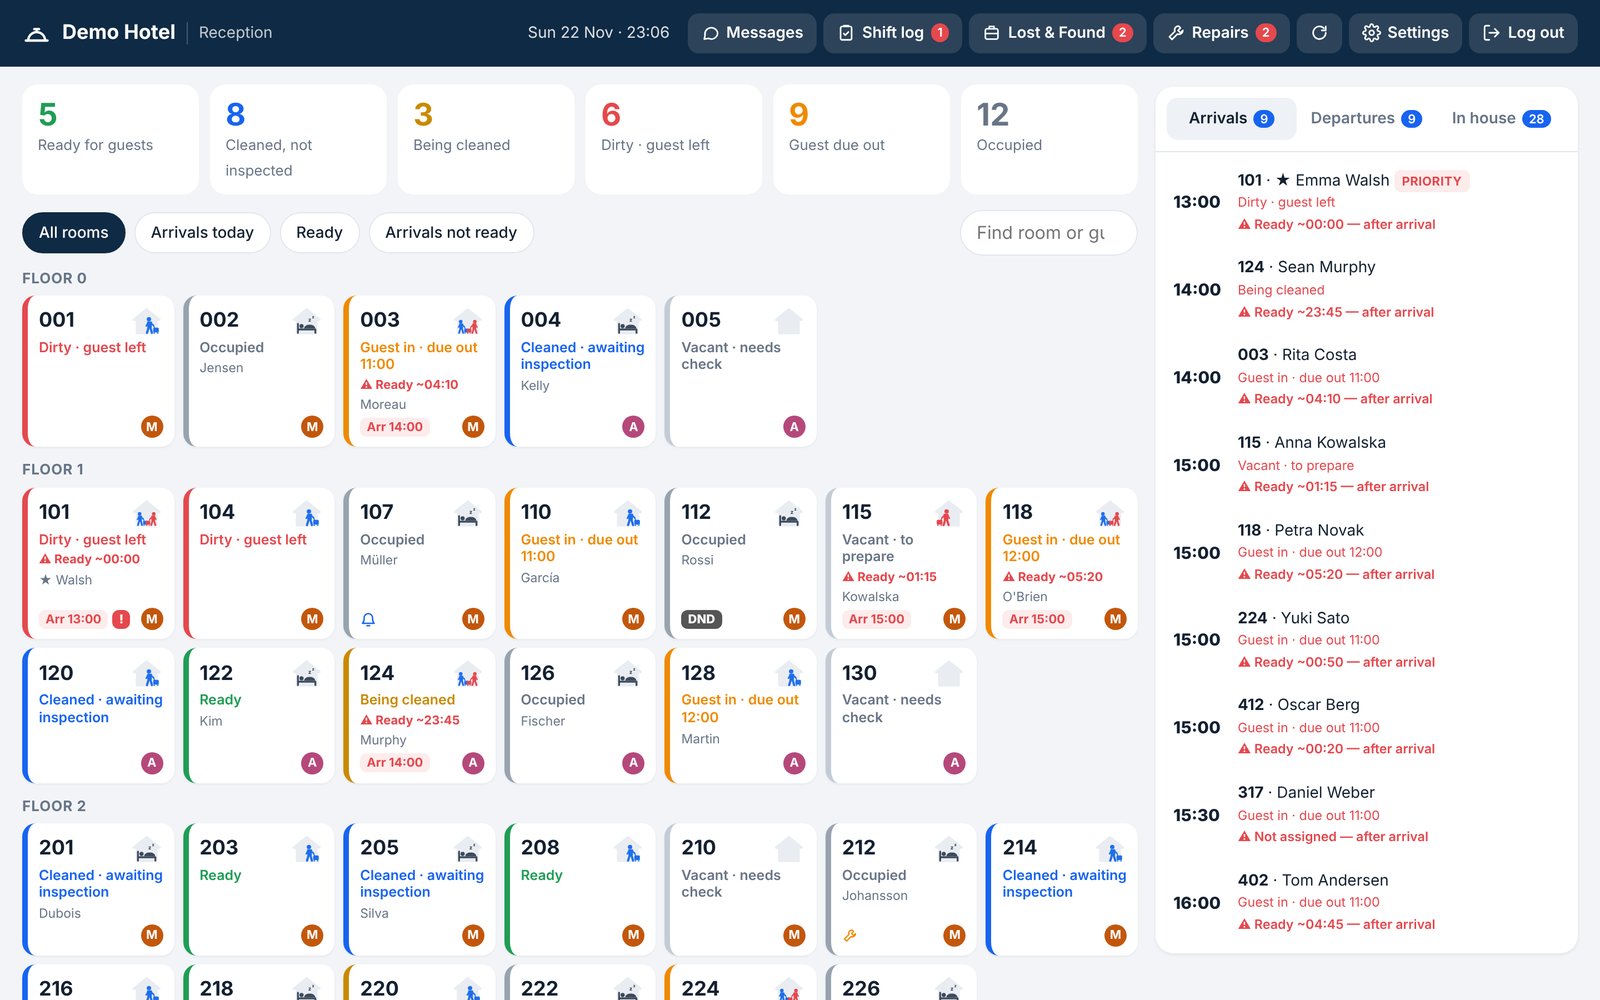 Demo Hotel
Reception
Sun 22 Nov · 23:06
Messages
Shift log 1
Lost & Found 2
Repairs 2
Settings
Log out
5
Ready for guests
8
Cleaned, not
inspected
3
Being cleaned
6
Dirty · guest left
9
Guest due out
12
Occupied
All rooms
Arrivals today
Ready
Arrivals not ready
Find room or gu
FLOOR 0
001
Dirty · guest left
M
002
Occupied
Jensen
M
003
Guest in · due out
11:00
Ready ~04:10
Moreau
Arr 14:00
M
004
Cleaned · awaiting
inspection
Kelly
A
005
Vacant · needs
check
A
FLOOR 1
101
Dirty · guest left
Ready ~00:00
★ Walsh
Arr 13:00 !
M
104
Dirty · guest left
M
107
Occupied
Müller
M
110
Guest in · due out
11:00
García
M
112
Occupied
Rossi
DND
M
115
Vacant · to
prepare
Ready ~01:15
Kowalska
Arr 15:00
M
118
Guest in · due out
12:00
Ready ~05:20
O'Brien
Arr 15:00
M
120
Cleaned · awaiting
inspection
A
122
Ready
Kim
A
124
Being cleaned
Ready ~23:45
Murphy
Arr 14:00
A
126
Occupied
Fischer
A
128
Guest in · due out
12:00
Martin
A
130
Vacant · needs
check
A
FLOOR 2
201
Cleaned · awaiting
inspection
Dubois
M
203
Ready
M
205
Cleaned · awaiting
inspection
Silva
M
208
Ready
M
210
Vacant · needs
check
M
212
Occupied
Johansson
M
214
Cleaned · awaiting
inspection
M
216
218
220
222
224
226
Arrivals 9
Departures 9
In house 28
13:00
101 · ★ Emma Walsh PRIORITY
Dirty · guest left
Ready ~00:00 — after arrival
14:00
124 · Sean Murphy
Being cleaned
Ready ~23:45 — after arrival
14:00
003 · Rita Costa
Guest in · due out 11:00
Ready ~04:10 — after arrival
15:00
115 · Anna Kowalska
Vacant · to prepare
Ready ~01:15 — after arrival
15:00
118 · Petra Novak
Guest in · due out 12:00
Ready ~05:20 — after arrival
15:00
224 · Yuki Sato
Guest in · due out 11:00
Ready ~00:50 — after arrival
15:00
412 · Oscar Berg
Guest in · due out 11:00
Ready ~00:20 — after arrival
15:30
317 · Daniel Weber
Guest in · due out 11:00
Not assigned — after arrival
16:00
402 · Tom Andersen
Guest in · due out 11:00
Ready ~04:45 — after arrival